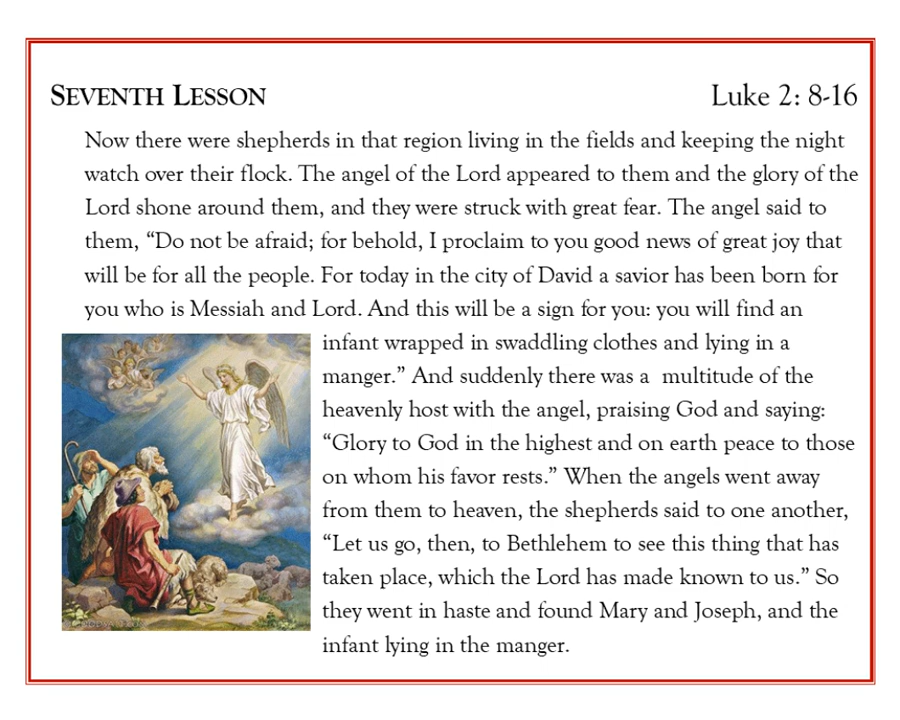 SEVENTH LESSON
Luke 2: 8-16
Now there were shepherds in that region living in the fields and keeping the night
watch over their flock. The angel of the Lord appeared to them and the glory of the
Lord shone around them, and they were struck with great fear. The angel said to
them, “Do not be afraid; for behold, I proclaim to you good news of great joy that
will be for all the people. For today in the city of David a savior has been born for
you who is Messiah and Lord. And this will be a sign for you: you will find an
infant wrapped in swaddling clothes and lying in a
manger.” And suddenly there was a  multitude of the
heavenly host with the angel, praising God and saying:
“Glory to God in the highest and on earth peace to those
on whom his favor rests.” When the angels went away
from them to heaven, the shepherds said to one another,
“Let us go, then, to Bethlehem to see this thing that has
taken place, which the Lord has made known to us.” So
they went in haste and found Mary and Joseph, and the
infant lying in the manger.